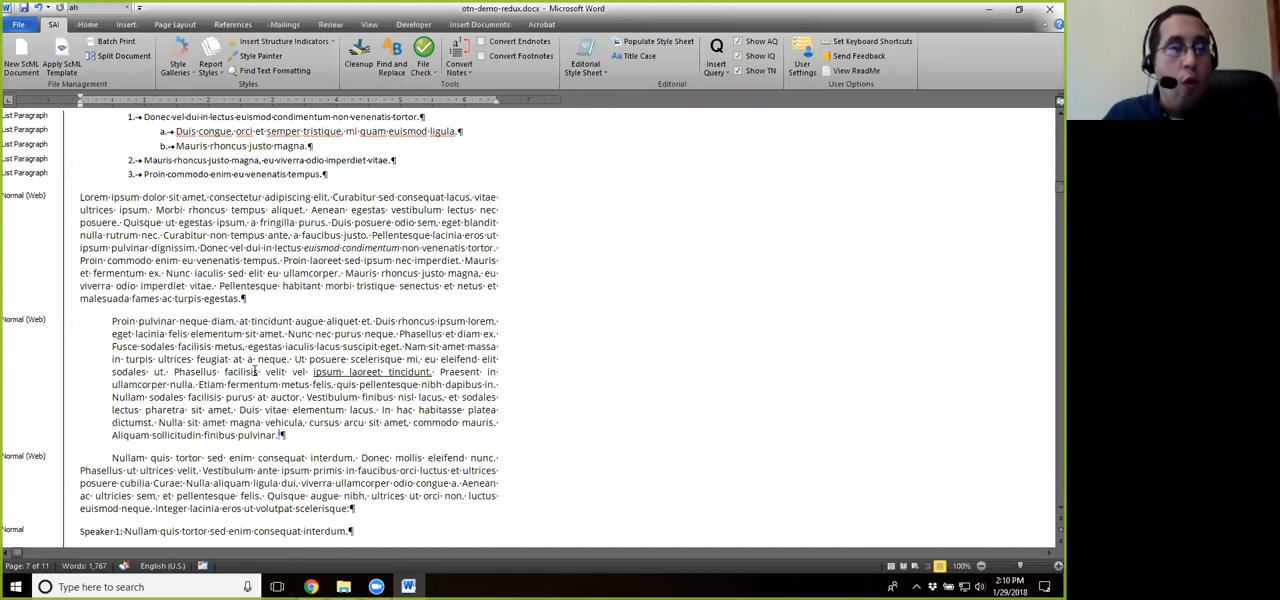 ah
otn-demo-redux.docx - Microsoft Word
File SAI Home Insert Page Layout References Mailings Review View Developer Insert Documents Acrobat
New ScML Document
Apply ScML Template
Batch Print
Split Document
File Management
Style Galleries
Report Styles
Insert Structure Indicators
Style Painter
Find Text Formatting
Styles
Cleanup
Find and Replace
File Check
Convert Notes
Convert Endnotes
Convert Footnotes
Tools
Editorial Style Sheet
Populate Style Sheet
Title Case
Editorial
Insert Query
Show AQ
Show IQ
Show TN
User Settings
Set Keyboard Shortcuts
Send Feedback
View ReadMe
User Options
1 2 3 4 5 6 7
List Paragraph 1.→ Donec·vel·dui·in·lectus·euismod·condimentum·non·venenatis·tortor.¶
List Paragraph a.→ Duis·congue,·orci·et·semper·tristique,·mi·quam·euismod·ligula.¶
List Paragraph b.→ Mauris·rhoncus·justo·magna.¶
List Paragraph 2.→ Mauris·rhoncus·justo·magna,·eu·viverra·odio·imperdiet·vitae.¶
List Paragraph 3.→ Proin·commodo·enim·eu·venenatis·tempus.¶
Normal (Web) Lorem·ipsum·dolor·sit·amet,·consectetur·adipiscing·elit.·Curabitur·sed·consequat·lacus,·vitae·
ultrices·ipsum.·Morbi·rhoncus·tempus·aliquet.·Aenean·egestas·vestibulum·lectus·nec·
posuere.·Quisque·ut·egestas·ipsum,·a·fringilla·purus.·Duis·posuere·odio·sem,·eget·blandit·
nulla·rutrum·nec.·Curabitur·non·tempus·ante,·a·faucibus·justo.·Pellentesque·lacinia·eros·ut·
ipsum·pulvinar·dignissim.·Donec·vel·dui·in·lectus·euismod·condimentum·non·venenatis·tortor.·
Proin·commodo·enim·eu·venenatis·tempus.·Proin·laoreet·sed·ipsum·nec·imperdiet.·Mauris·
et·fermentum·ex.·Nunc·iaculis·sed·elit·eu·ullamcorper.·Mauris·rhoncus·justo·magna,·eu·
viverra·odio·imperdiet·vitae.·Pellentesque·habitant·morbi·tristique·senectus·et·netus·et·
malesuada·fames·ac·turpis·egestas.¶
Normal (Web) Proin·pulvinar·neque·diam,·at·tincidunt·augue·aliquet·et.·Duis·rhoncus·ipsum·lorem,·
eget·lacinia·felis·elementum·sit·amet.·Nunc·nec·purus·neque.·Phasellus·et·diam·ex.·
Fusce·sodales·facilisis·metus,·egestas·iaculis·lacus·suscipit·eget.·Nam·sit·amet·massa·
in·turpis·ultrices·feugiat·at·a·neque.·Ut·posuere·scelerisque·mi,·eu·eleifend·elit·
sodales·ut.·Phasellus·facilisis·velit·vel·ipsum·laoreet·tincidunt.·Praesent·in·
ullamcorper·nulla.·Etiam·fermentum·metus·felis,·quis·pellentesque·nibh·dapibus·in.·
Nullam·sodales·facilisis·purus·at·auctor.·Vestibulum·finibus·nisl·lacus,·et·sodales·
lectus·pharetra·sit·amet.·Duis·vitae·elementum·lacus.·In·hac·habitasse·platea·
dictumst.·Nulla·sit·amet·magna·vehicula,·cursus·arcu·sit·amet,·commodo·mauris.·
Aliquam·sollicitudin·finibus·pulvinar.·¶
Normal (Web) Nullam·quis·tortor·sed·enim·consequat·interdum.·Donec·mollis·eleifend·nunc.·
Phasellus·ut·ultrices·velit.·Vestibulum·ante·ipsum·primis·in·faucibus·orci·luctus·et·ultrices·
posuere·cubilia·Curae;·Nulla·aliquam·ligula·dui,·viverra·ullamcorper·odio·congue·a.·Aenean·
ac·ultricies·sem,·et·pellentesque·felis.·Quisque·augue·nibh,·ultrices·ut·orci·non,·luctus·
euismod·neque.·Integer·lacinia·eros·ut·volutpat·scelerisque:¶
Normal Speaker·1:·Nullam·quis·tortor·sed·enim·consequat·interdum.¶
Page: 7 of 11 Words: 1,767 English (U.S.) 100%
Type here to search
2:10 PM
1/29/2018